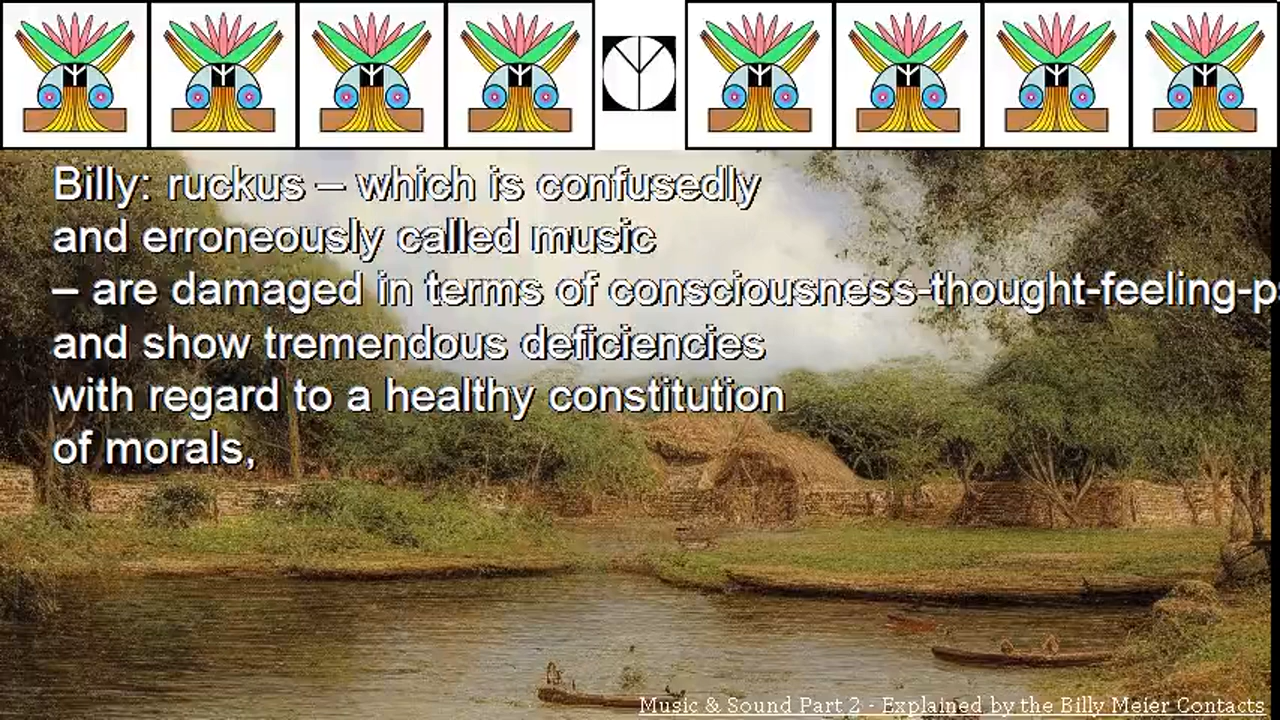 Billy: ruckus – which is confusedly
and erroneously called music
– are damaged in terms of consciousness-thought-feeling-ps
and show tremendous deficiencies
with regard to a healthy constitution
of morals,
Music & Sound Part 2 - Explained by the Billy Meier Contacts